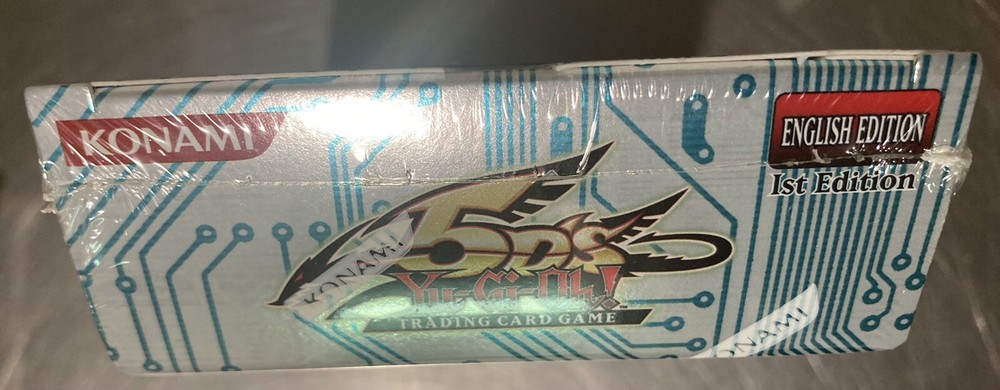 KONAMI
ENGLISH EDITION
1st Edition
5D's
KONAMI
Yu-Gi-Oh!
TRADING CARD GAME
KONAMI